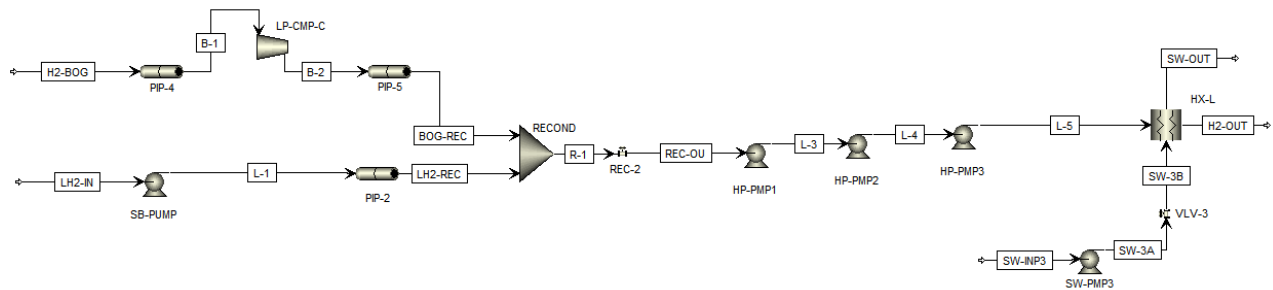 LP-CMP-C
B-1
SW-OUT
H2-BOG
B-2
PIP-4
PIP-5
HX-L
BOG-REC
RECOND
L-4
L-5
H2-OUT
L-3
R-1
REC-OU
LH2-IN
L-1
LH2-REC
REC-2
HP-PMP1
HP-PMP2
HP-PMP3
SW-3B
SB-PUMP
PIP-2
VLV-3
SW-3A
SW-INP3
SW-PMP3